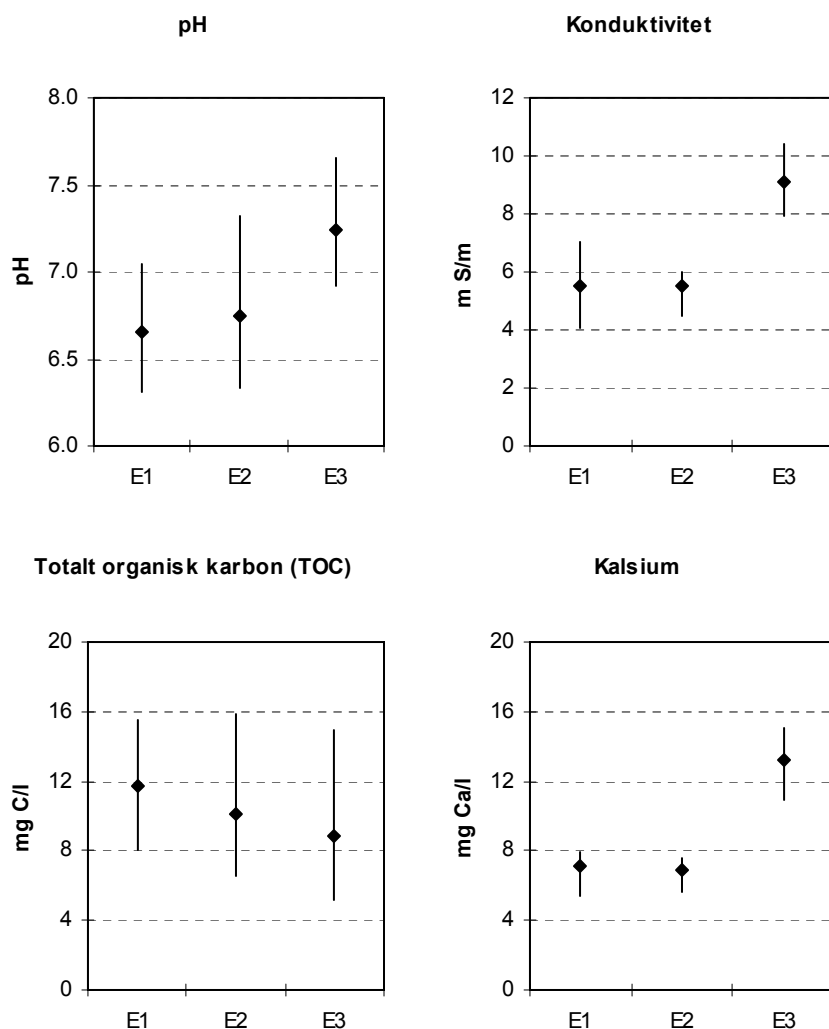 pH
8.0
7.5
7.0
6.5
6.0
pH
E1 E2 E3
Konduktivitet
12
10
8
6
4
2
0
m S/m
E1 E2 E3
Totalt organisk karbon (TOC)
20
16
12
8
4
0
mg C/l
E1 E2 E3
Kalsium
20
16
12
8
4
0
mg Ca/l
E1 E2 E3